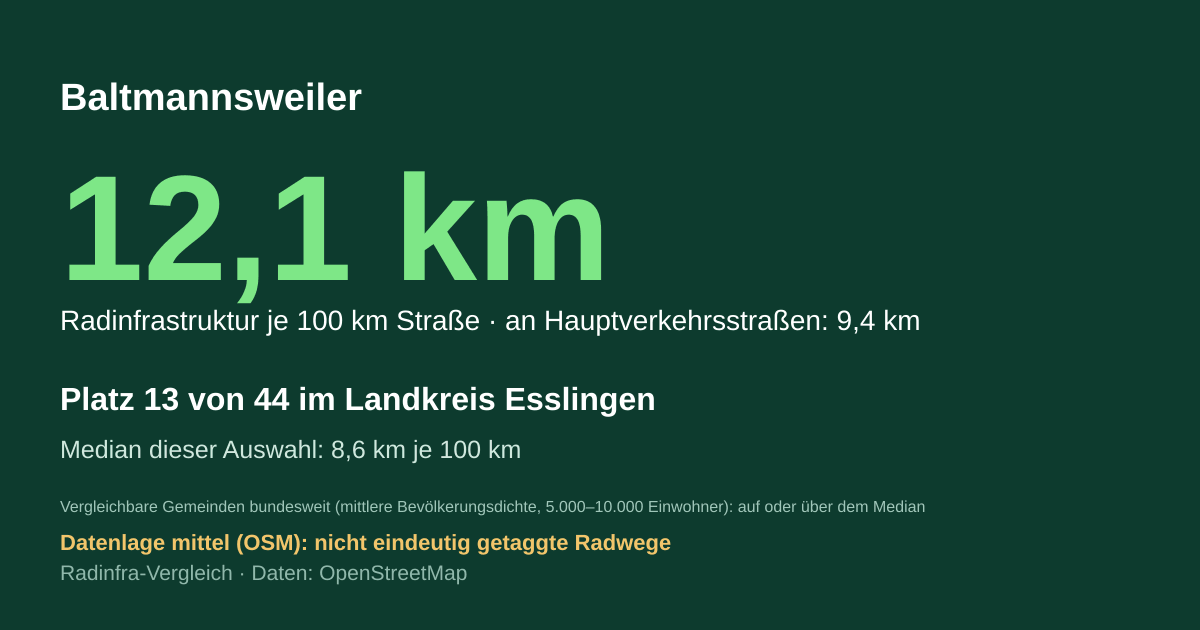 Baltmannsweiler
12,1 km
Radinfrastruktur je 100 km Straße · an Hauptverkehrsstraßen: 9,4 km
Platz 13 von 44 im Landkreis Esslingen
Median dieser Auswahl: 8,6 km je 100 km
Vergleichbare Gemeinden bundesweit (mittlere Bevölkerungsdichte, 5.000–10.000 Einwohner): auf oder über dem Median
Datenlage mittel (OSM): nicht eindeutig getaggte Radwege
Radinfra-Vergleich · Daten: OpenStreetMap